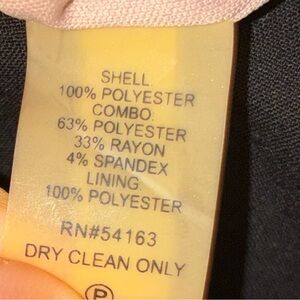 SHELL
100% POLYESTER
COMBO
63% POLYESTER
33% RAYON
4% SPANDEX
LINING
100% POLYESTER
RN#54163
DRY CLEAN ONLY
P